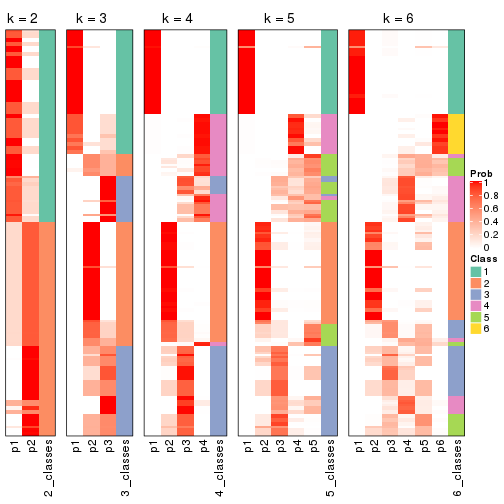 k = 2
k = 3
k = 4
k = 5
k = 6
p1
p2
2_classes
p1
p2
p3
3_classes
p1
p2
p3
p4
4_classes
p1
p2
p3
p4
p5
5_classes
p1
p2
p3
p4
p5
p6
6_classes
Prob
1
0.8
0.6
0.4
0.2
0
Class
1
2
3
4
5
6